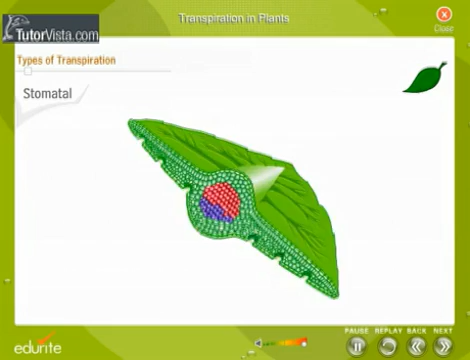 Transpiration in Plants
TutorVista.com
Close
Types of Transpiration
Stomatal
PAUSE REPLAY BACK NEXT
edurite